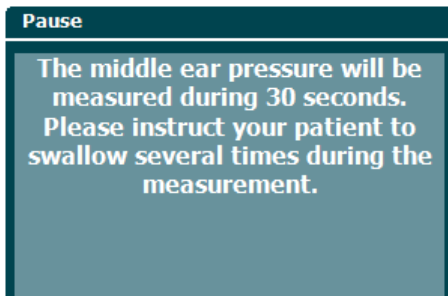 Pause
The middle ear pressure will be
measured during 30 seconds.
Please instruct your patient to
swallow several times during the
measurement.